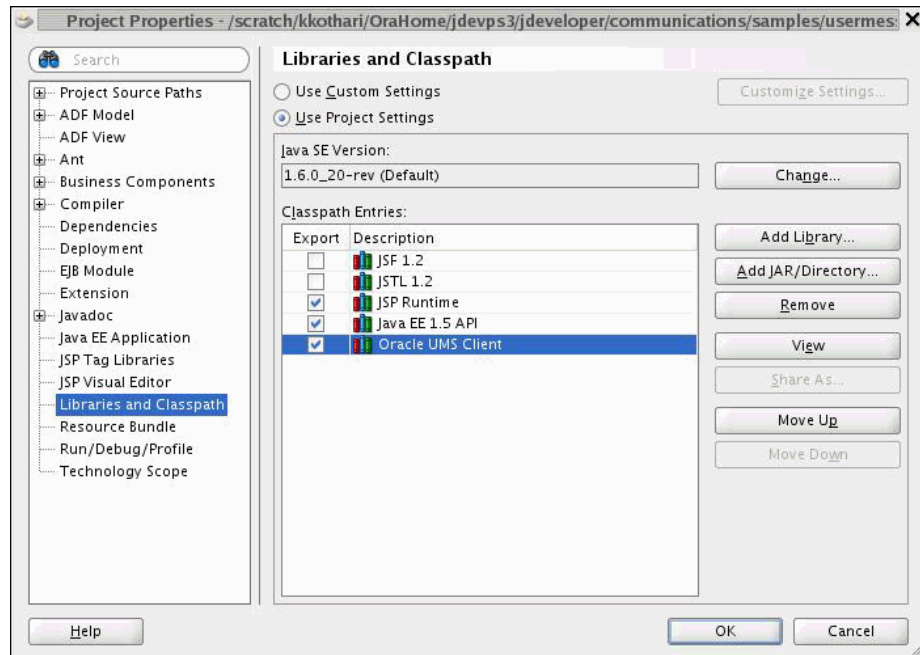 Project Properties - /scratch/kkothari/OraHome/jdevps3/jdeveloper/communications/samples/usermes
Search
Project Source Paths
ADF Model
ADF View
Ant
Business Components
Compiler
Dependencies
Deployment
EJB Module
Extension
Javadoc
Java EE Application
JSP Tag Libraries
JSP Visual Editor
Libraries and Classpath
Resource Bundle
Run/Debug/Profile
Technology Scope
Libraries and Classpath
Use Custom Settings
Customize Settings...
Use Project Settings
Java SE Version:
1.6.0_20-rev (Default)
Change...
Classpath Entries:
Export Description
JSF 1.2
JSTL 1.2
JSP Runtime
Java EE 1.5 API
Oracle UMS Client
Add Library...
Add JAR/Directory...
Remove
View
Share As...
Move Up
Move Down
Help
OK
Cancel